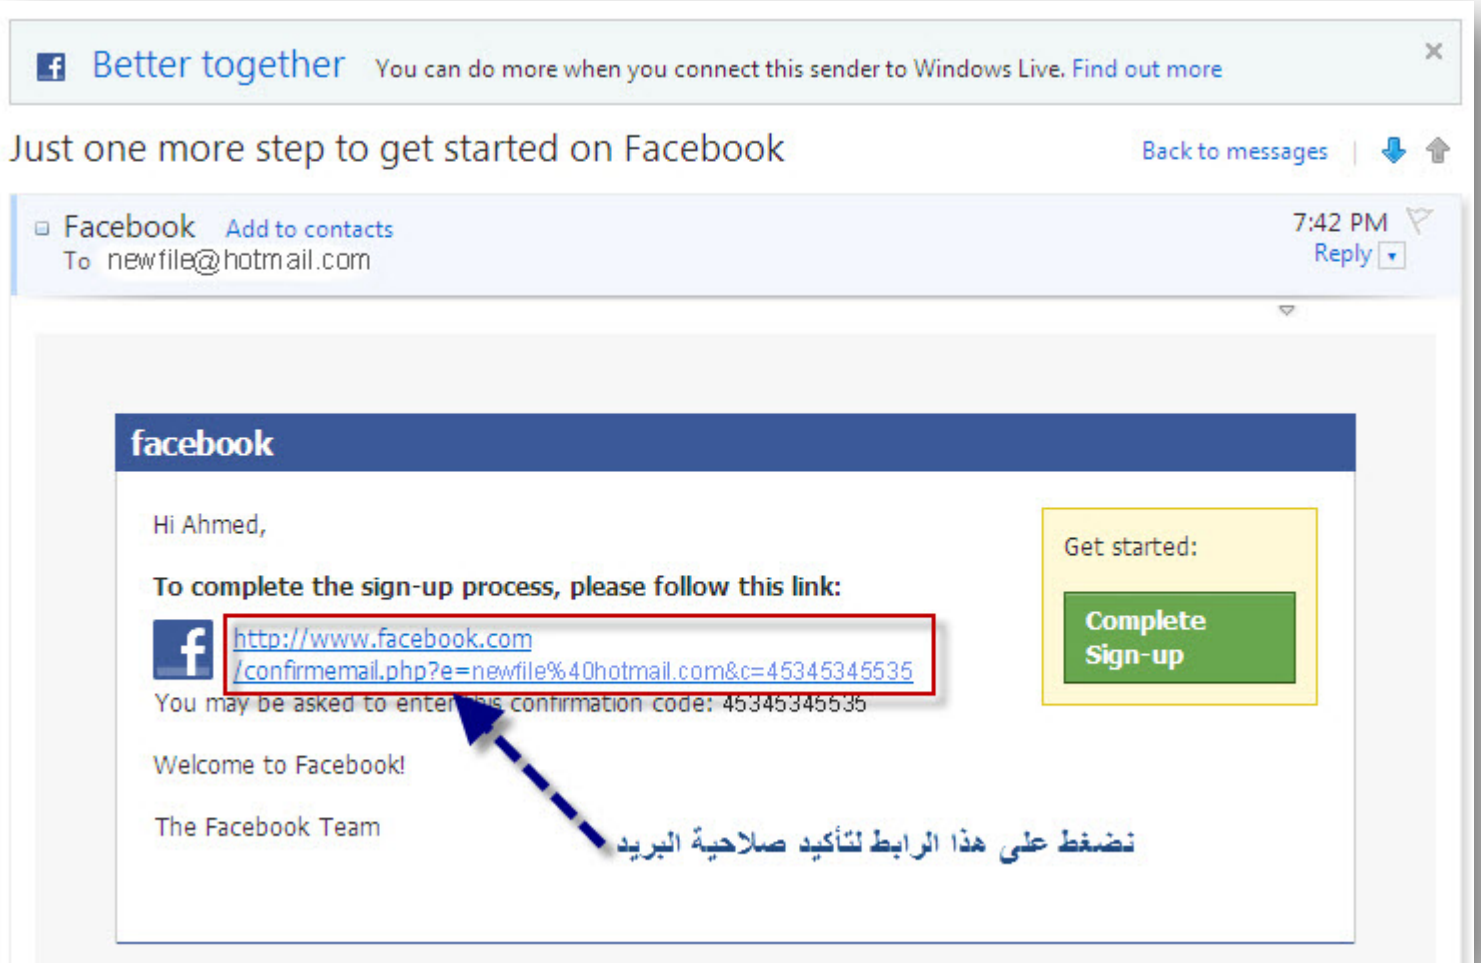 Better together You can do more when you connect this sender to Windows Live. Find out more
Just one more step to get started on Facebook
Back to messages
Facebook Add to contacts
7:42 PM
To newfile@hotmail.com
Reply
facebook
Hi Ahmed,
To complete the sign-up process, please follow this link:
http://www.facebook.com
/confirmemail.php?e=newfile%40hotmail.com&c=45345345535
You may be asked to enter this confirmation code: 45345345535
Welcome to Facebook!
The Facebook Team
Get started:
Complete
Sign-up
نضغط على هذا الرابط لتأكيد صلاحية البريد